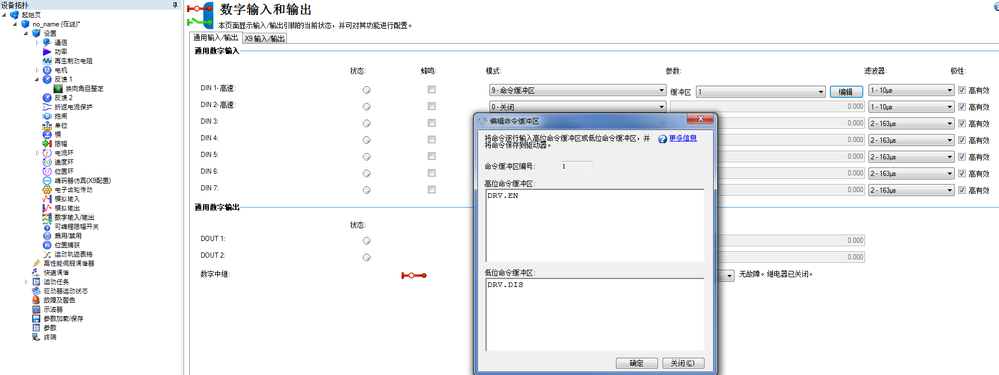 设备拓扑
起始页
no_name (在线)*
设置
通信
功率
再生制动电阻
电机
反馈 1
换向角自整定
反馈 2
折返电流保护
抱闸
单位
模
限幅
电流环
速度环
位置环
编码器仿真(X9配置)
电子齿轮传动
模拟输入
模拟输出
数字输入/输出
可编程限幅开关
启用/禁用
位置捕获
运动轨迹表格
高性能伺服调谐器
快速调谐
运动任务
驱动器运动状态
故障及警告
示波器
参数加载/保存
参数
终端
数字输入和输出
本页面显示输入/输出引脚的当前状态，并可对其功能进行配置。
通用输入/输出 X9 输入/输出
通用数字输入
状态: 蜂鸣: 模式: 参数: 滤波器: 极性:
DIN 1-高速: 9 - 命令缓冲区 缓冲区 1 编辑 1 - 10µs 高有效
DIN 2-高速: 0 - 关闭 0.000 1 - 10µs 高有效
DIN 3: 0.000 2 - 163µs 高有效
DIN 4: 0.000 2 - 163µs 高有效
DIN 5: 0.000 2 - 163µs 高有效
DIN 6: 0.000 2 - 163µs 高有效
DIN 7: 0.000 2 - 163µs 高有效
通用数字输出
状态:
DOUT 1: 0.000
DOUT 2: 0.000
数字中继: 无故障。继电器已关闭。
编辑命令缓冲区
将命令逐行输入高位命令缓冲区或低位命令缓冲区，并
将命令保存到驱动器。
更多信息
命令缓冲区编号: 1
高位命令缓冲区:
DRV.EN
低位命令缓冲区:
DRV.DIS
确定 关闭(C)